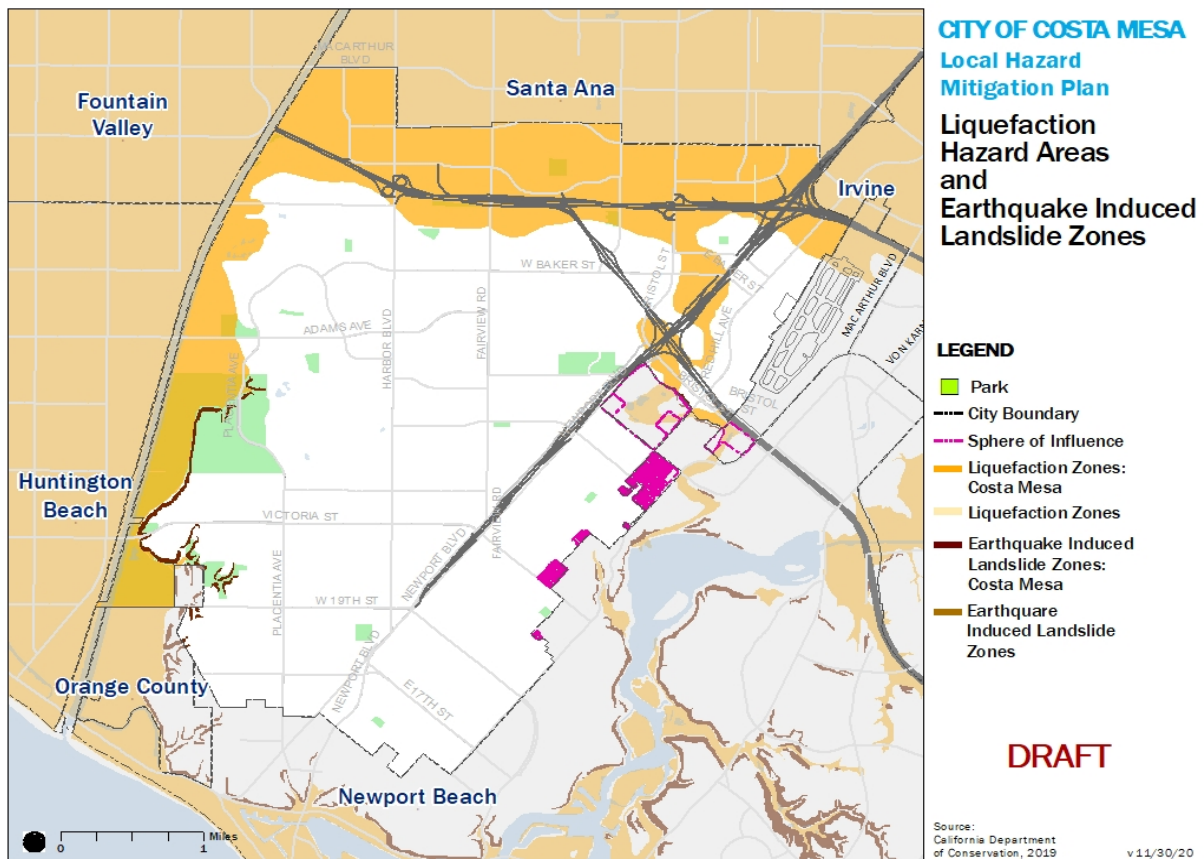 CITY OF COSTA MESA
Local Hazard
Mitigation Plan
Liquefaction
Hazard Areas
and
Earthquake Induced
Landslide Zones
LEGEND
Park
City Boundary
Sphere of Influence
Liquefaction Zones:
Costa Mesa
Liquefaction Zones
Earthquake Induced
Landslide Zones:
Costa Mesa
Earthquare
Induced Landslide
Zones
DRAFT
Source:
California Department
of Conservation, 2019
v 11/30/20
MACARTHUR
BLVD
Fountain
Valley
Santa Ana
Irvine
W BAKER ST
E BAKER ST
BRISTOL ST
MACARTHUR BLVD
VON KARN
ADAMS AVE
HARBOR BLVD
FAIRVIEW RD
RED HILL AVE
PLACENTIA AVE
BRISTOL
ST
Huntington
Beach
VICTORIA ST
FAIRVIEW RD
NEWPORT BLVD
PLACENTIA AVE
W 19TH ST
Orange County
NEWPORT BLVD
E 17TH ST
Newport Beach
Miles
0
1